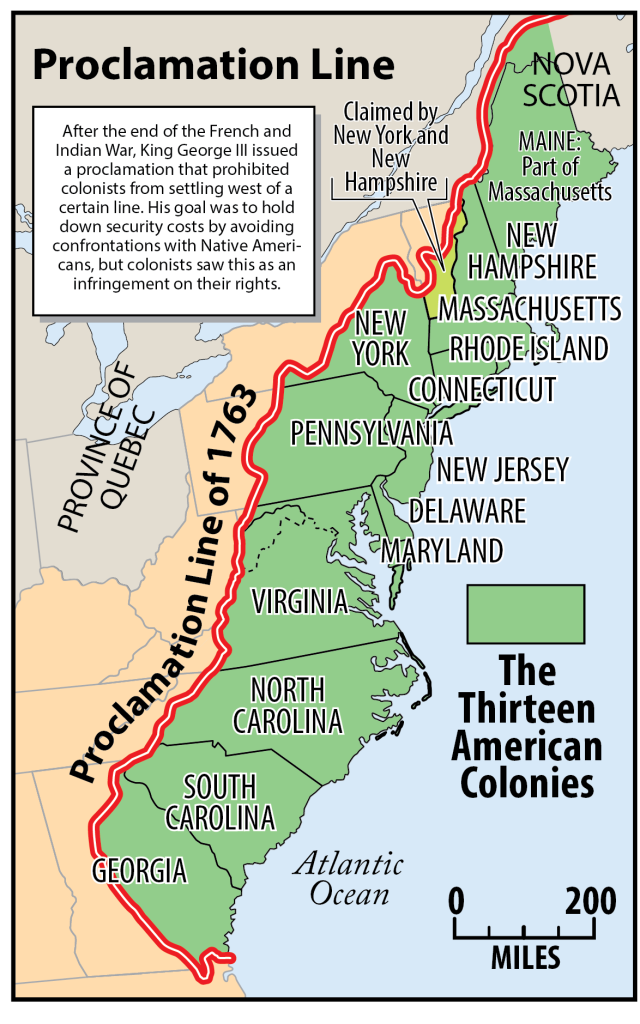 Proclamation Line
After the end of the French and
Indian War, King George III issued
a proclamation that prohibited
colonists from settling west of a
certain line. His goal was to hold
down security costs by avoiding
confrontations with Native Ameri-
cans, but colonists saw this as an
infringement on their rights.
Claimed by
New York and
New
Hampshire
NOVA
SCOTIA
MAINE:
Part of
Massachusetts
NEW
HAMPSHIRE
MASSACHUSETTS
NEW
YORK
RHODE ISLAND
CONNECTICUT
PROVINCE OF
QUEBEC
Proclamation Line of 1763
PENNSYLVANIA
NEW JERSEY
DELAWARE
MARYLAND
VIRGINIA
NORTH
CAROLINA
The
Thirteen
American
Colonies
SOUTH
CAROLINA
GEORGIA
Atlantic
Ocean
0 200
MILES